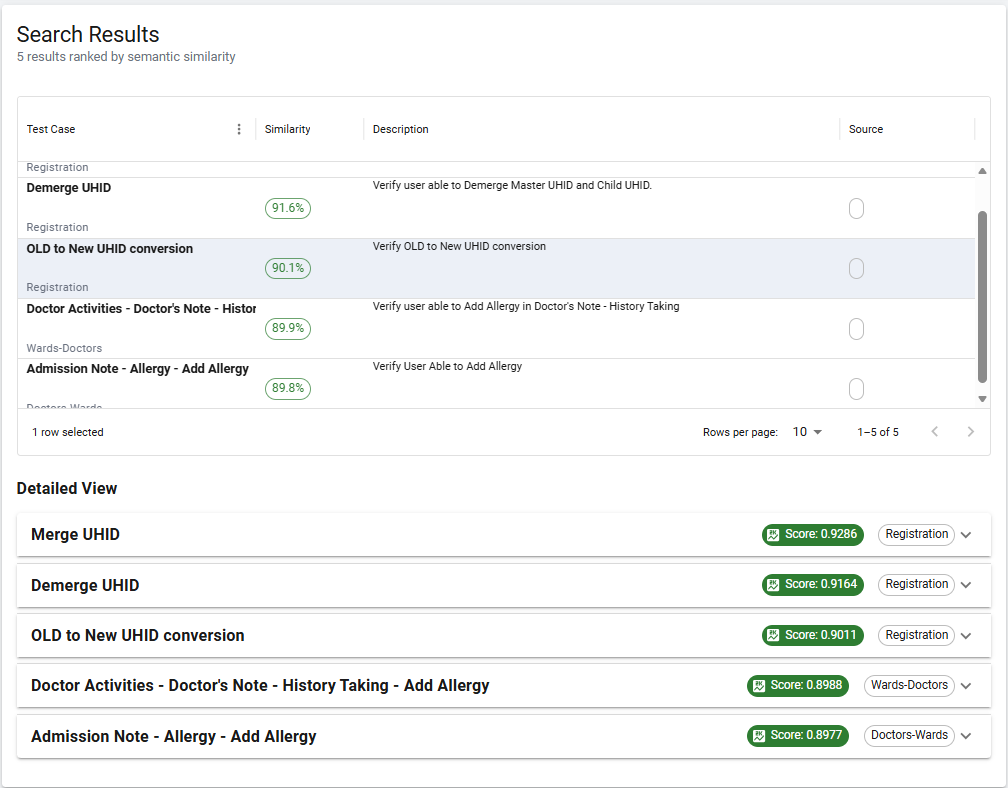 Search Results
5 results ranked by semantic similarity
Test Case Similarity Description Source
Registration
Demerge UHID
91.6%
Verify user able to Demerge Master UHID and Child UHID.
Registration
OLD to New UHID conversion
90.1%
Verify OLD to New UHID conversion
Registration
Doctor Activities - Doctor's Note - Histor
89.9%
Verify user able to Add Allergy in Doctor's Note - History Taking
Wards-Doctors
Admission Note - Allergy - Add Allergy
89.8%
Verify User Able to Add Allergy
Doctors-Wards
1 row selected Rows per page: 10 1–5 of 5
Detailed View
Merge UHID Score: 0.9286 Registration
Demerge UHID Score: 0.9164 Registration
OLD to New UHID conversion Score: 0.9011 Registration
Doctor Activities - Doctor's Note - History Taking - Add Allergy Score: 0.8988 Wards-Doctors
Admission Note - Allergy - Add Allergy Score: 0.8977 Doctors-Wards